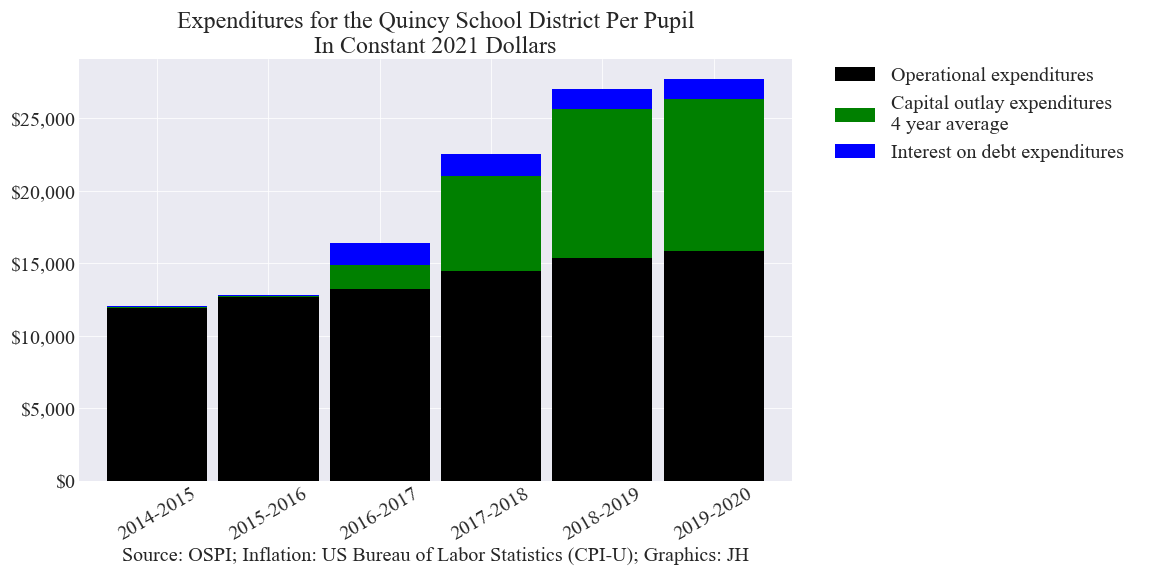 Expenditures for the Quincy School District Per Pupil
In Constant 2021 Dollars
Operational expenditures
Capital outlay expenditures
4 year average
Interest on debt expenditures
$25,000
$20,000
$15,000
$10,000
$5,000
$0
2014-2015
2015-2016
2016-2017
2017-2018
2018-2019
2019-2020
Source: OSPI; Inflation: US Bureau of Labor Statistics (CPI-U); Graphics: JH